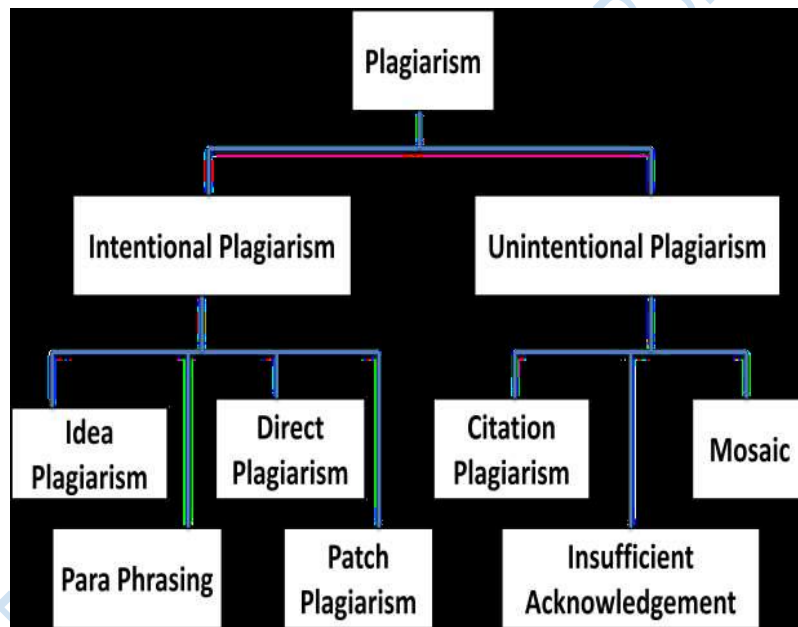 Plagiarism
Intentional Plagiarism
Unintentional Plagiarism
Idea
Plagiarism
Direct
Plagiarism
Citation
Plagiarism
Mosaic
Para Phrasing
Patch
Plagiarism
Insufficient
Acknowledgement